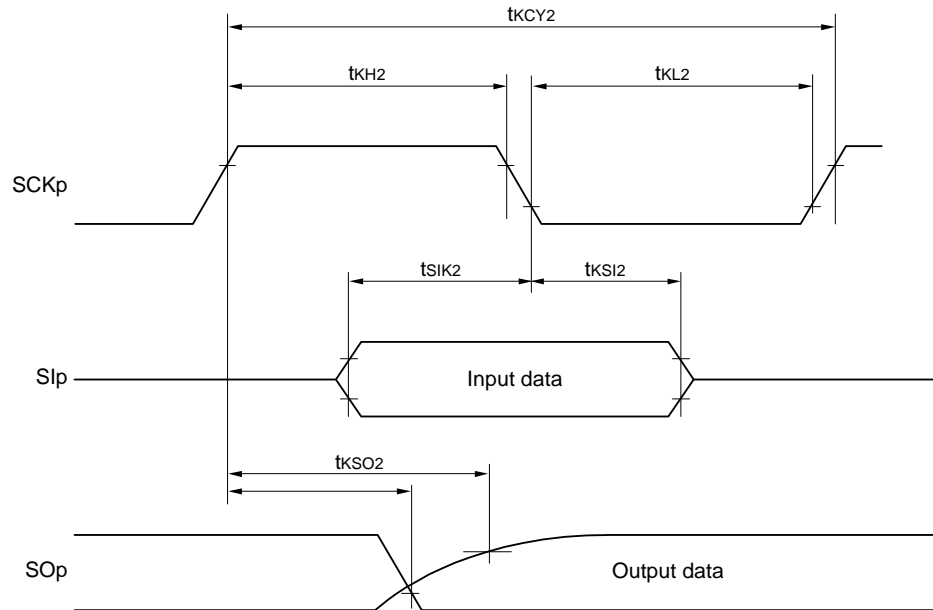 tKCY2
tKH2
tKL2
SCKp
tSIK2
tKSI2
SIp
Input data
tKSO2
SOp
Output data